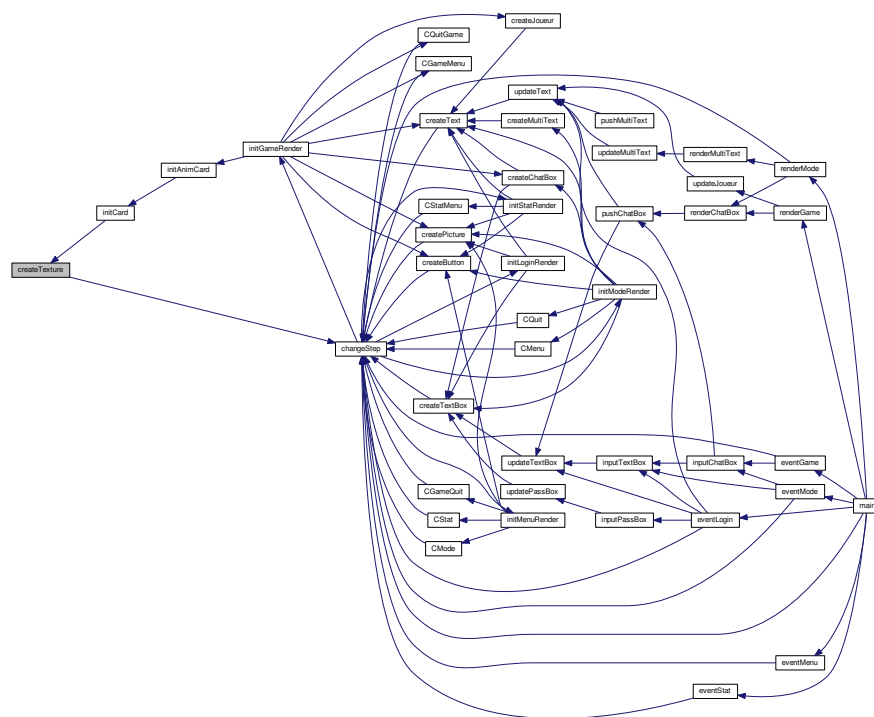 createJoueur
CQuitGame
CGameMenu
updateText
createText
createMultiText
pushMultiText
initGameRender
updateMultiText
renderMultiText
initAnimCard
renderMode
createChatBox
updateJoueur
CStatMenu
initStatRender
initCard
pushChatBox
renderChatBox
renderGame
createPicture
createButton
initLoginRender
createTexture
initModeRender
CQuit
changeStep
CMenu
createTextBox
updateTextBox
inputTextBox
inputChatBox
eventGame
CGameQuit
updatePassBox
eventMode
main
CStat
initMenuRender
inputPassBox
eventLogin
CMode
eventMenu
eventStat